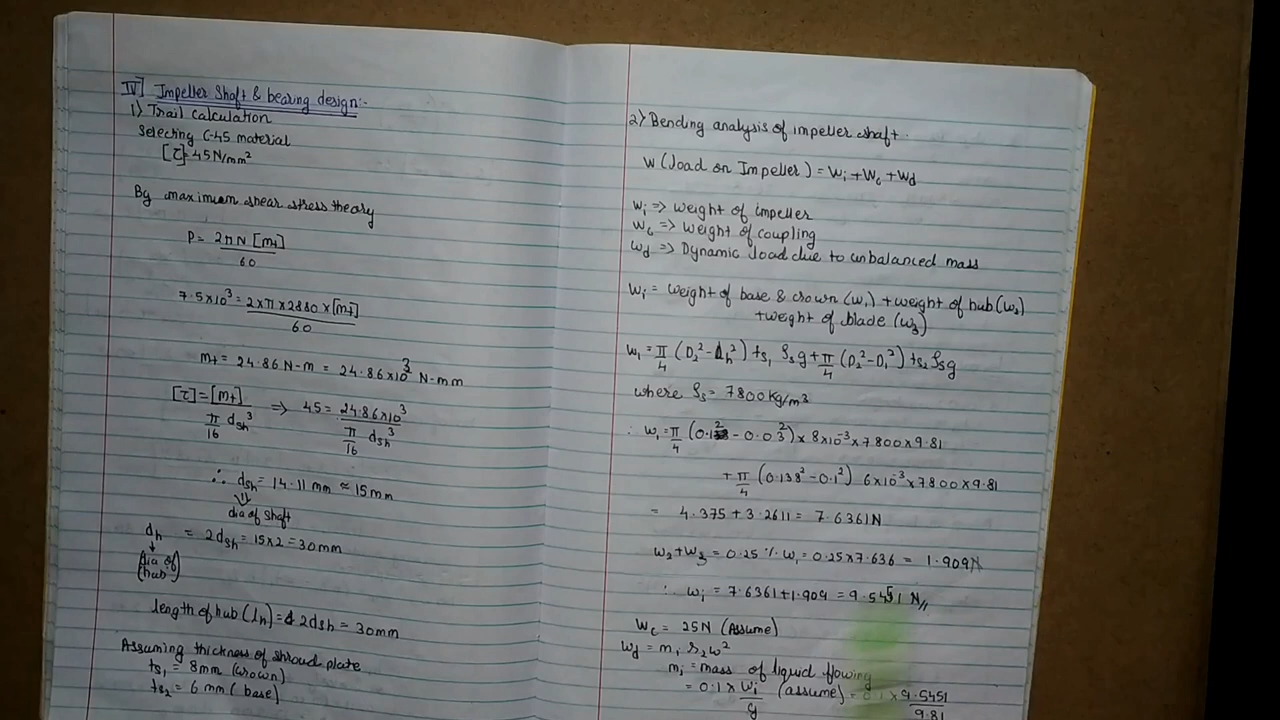 IV] Impeller Shaft & bearing design:-
1) Trail calculation
Selecting C-45 material
[τ]=45N/mm²
By maximum shear stress theory
P = 2πN [mt] / 60
7.5×10³ = 2×π×2880×[mt] / 60
mt = 24.86 N-m = 24.86×10³ N-mm
[τ] = [mt] / (π/16 dsh³) ⇒ 45 = 24.86×10³ / (π/16 dsh³)
∴ dsh = 14.11 mm ≈ 15mm
dia of shaft
dh = 2dsh = 15×2 = 30mm
(dia of hub)
length of hub (lh) = 2dsh = 30mm
Assuming thickness of shroud plate
ts1 = 8mm (crown)
ts2 = 6 mm (base)
2) Bending analysis of impeller shaft.
W (load on Impeller) = Wi + Wc + Wd
Wi => weight of impeller
Wc => weight of coupling
Wd => Dynamic load due to unbalanced mass
Wi = weight of base & crown (W1) + weight of hub (W2)
+ weight of blade (W3)
W1 = π/4 (D2² - dh²) ts1 ρs g + π/4 (D2² - D1²) ts2 ρs g
where ρs = 7800 kg/m³
∴ W1 = π/4 ( - 0.03²) × 8×10⁻³ × 7800 × 9.81
+ π/4 (0.138² - 0.1²) 6×10⁻³ × 7800 × 9.81
= 4.375 + 3.2611 = 7.6361N
W2 + W3 = 0.25 % W1 = 0.25 × 7.636 = 1.909N
∴ Wi = 7.6361 + 1.909 = 9.5451 N//
Wc = 25N (Assume)
Wd = mi r2 ω²
mi = mass of liquid flowing
= 0.1 × Wi/g (assume) = 0.1 × 9.5451 / 9.81